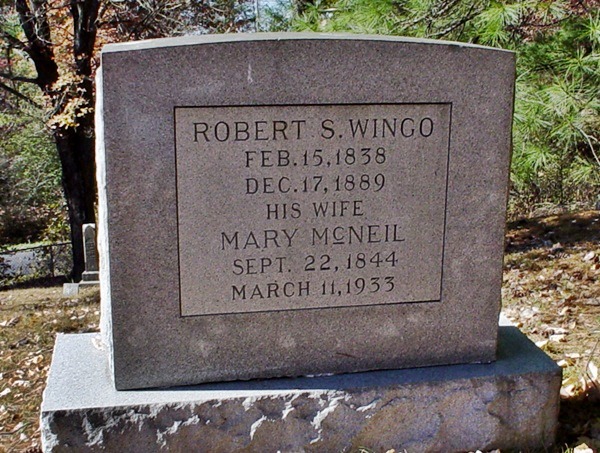 ROBERT S. WINGO
FEB. 15, 1838
DEC. 17, 1889
HIS WIFE
MARY McNEIL
SEPT. 22, 1844
MARCH 11, 1933